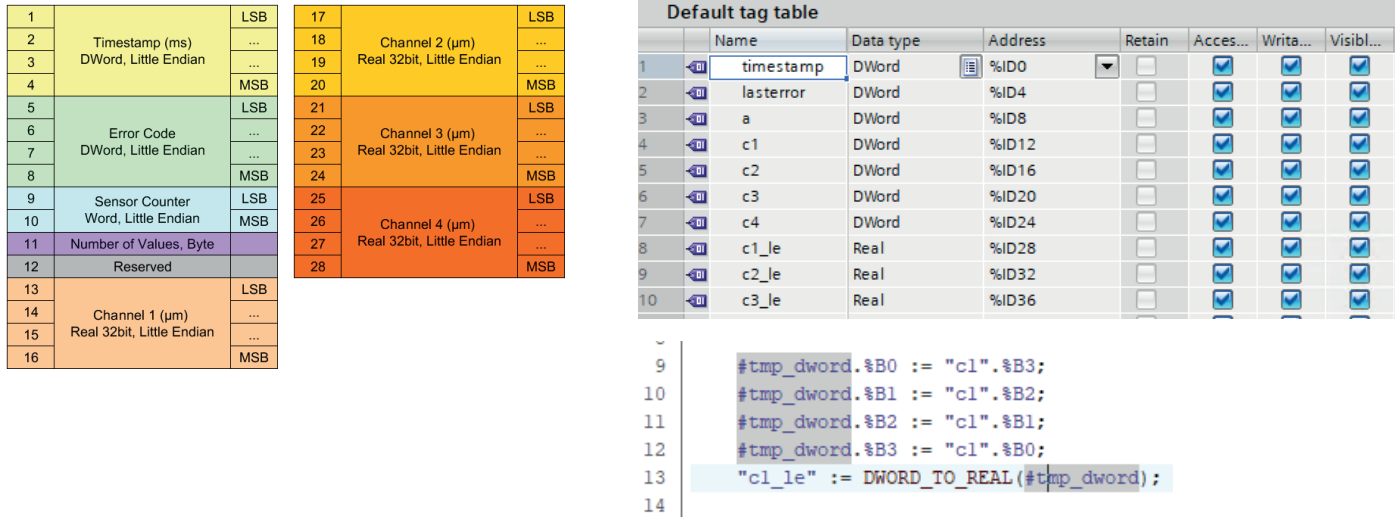 1 LSB
2 ...
Timestamp (ms)
DWord, Little Endian
3 ...
4 MSB
5 LSB
6 ...
Error Code
DWord, Little Endian
7 ...
8 MSB
9 LSB
Sensor Counter
Word, Little Endian
10 MSB
11 Number of Values, Byte
12 Reserved
13 LSB
14 ...
Channel 1 (µm)
Real 32bit, Little Endian
15 ...
16 MSB
17 LSB
18 ...
Channel 2 (µm)
Real 32bit, Little Endian
19 ...
20 MSB
21 LSB
22 ...
Channel 3 (µm)
Real 32bit, Little Endian
23 ...
24 MSB
25 LSB
26 ...
Channel 4 (µm)
Real 32bit, Little Endian
27 ...
28 MSB
Default tag table
Name Data type Address Retain Acces... Writa... Visibl...
1 timestamp DWord %ID0
2 lasterror DWord %ID4
3 a DWord %ID8
4 c1 DWord %ID12
5 c2 DWord %ID16
6 c3 DWord %ID20
7 c4 DWord %ID24
8 c1_le Real %ID28
9 c2_le Real %ID32
10 c3_le Real %ID36
9 #tmp_dword.%B0 := "c1".%B3;
10 #tmp_dword.%B1 := "c1".%B2;
11 #tmp_dword.%B2 := "c1".%B1;
12 #tmp_dword.%B3 := "c1".%B0;
13 "c1_le" := DWORD_TO_REAL(#tmp_dword);
14